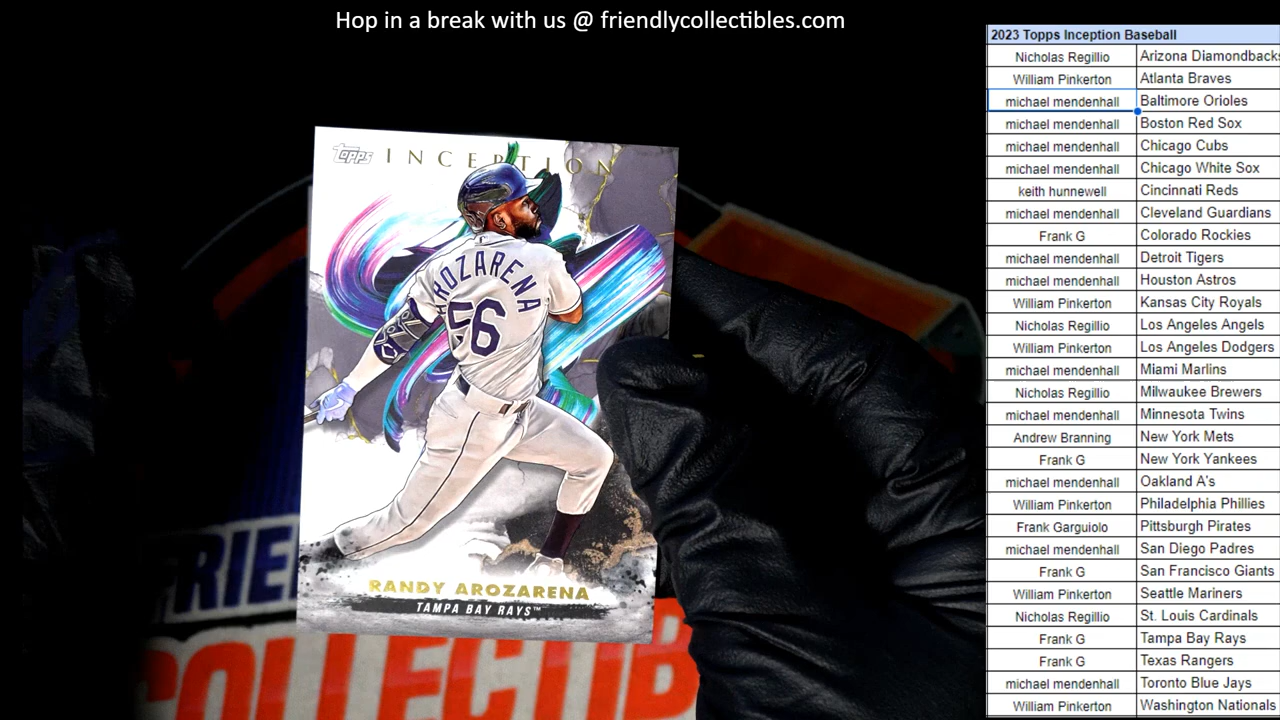 Hop in a break with us @ friendlycollectibles.com
2023 Topps Inception Baseball
Nicholas Regillio Arizona Diamondbacks
William Pinkerton Atlanta Braves
michael mendenhall Baltimore Orioles
michael mendenhall Boston Red Sox
michael mendenhall Chicago Cubs
michael mendenhall Chicago White Sox
keith hunnewell Cincinnati Reds
michael mendenhall Cleveland Guardians
Frank G Colorado Rockies
michael mendenhall Detroit Tigers
michael mendenhall Houston Astros
William Pinkerton Kansas City Royals
Nicholas Regillio Los Angeles Angels
William Pinkerton Los Angeles Dodgers
michael mendenhall Miami Marlins
Nicholas Regillio Milwaukee Brewers
michael mendenhall Minnesota Twins
Andrew Branning New York Mets
Frank G New York Yankees
michael mendenhall Oakland A's
William Pinkerton Philadelphia Phillies
Frank Garguiolo Pittsburgh Pirates
michael mendenhall San Diego Padres
Frank G San Francisco Giants
William Pinkerton Seattle Mariners
Nicholas Regillio St. Louis Cardinals
Frank G Tampa Bay Rays
Frank G Texas Rangers
michael mendenhall Toronto Blue Jays
William Pinkerton Washington Nationals
Topps INCEPTION
AROZARENA
56
RANDY AROZARENA
TAMPA BAY RAYS™
FRIE
COLLECTIB